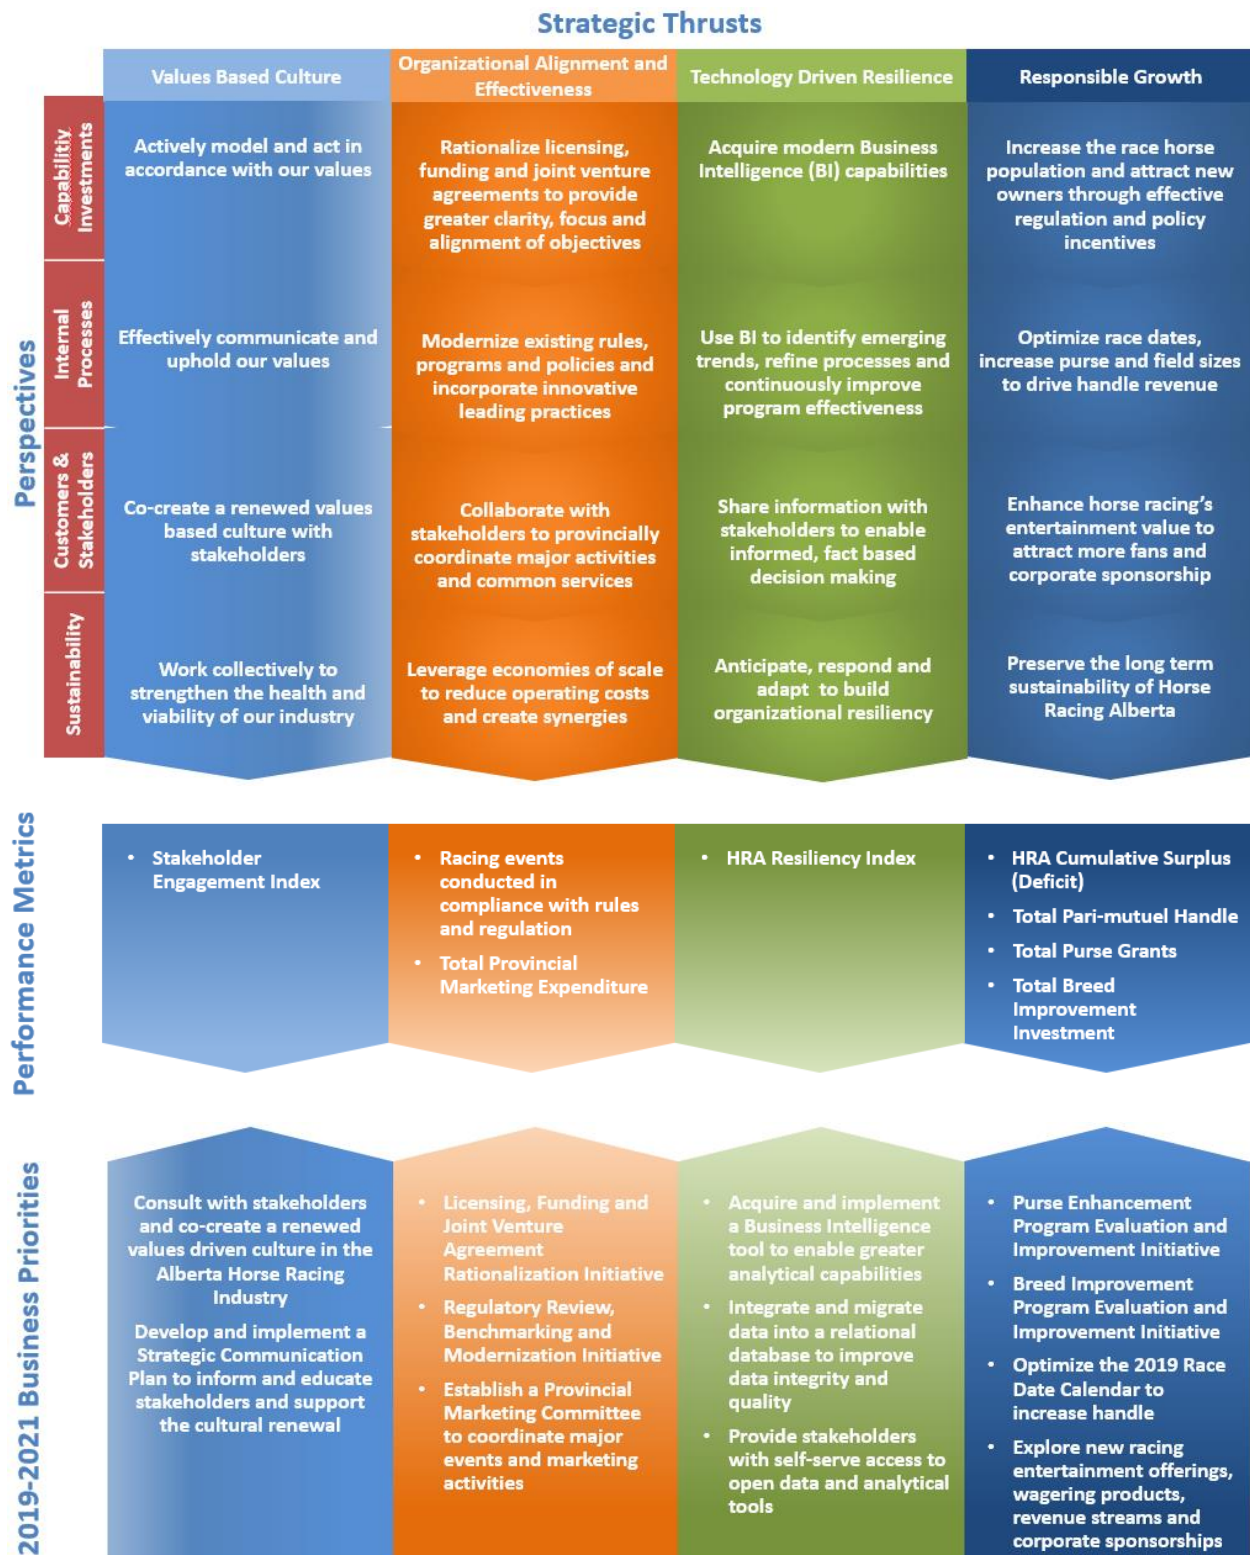 Strategic Thrusts
Values Based Culture
Organizational Alignment and
Effectiveness
Technology Driven Resilience
Responsible Growth
Perspectives
Capabilitiy
Investments
Actively model and act in
accordance with our values
Rationalize licensing,
funding and joint venture
agreements to provide
greater clarity, focus and
alignment of objectives
Acquire modern Business
Intelligence (BI) capabilities
Increase the race horse
population and attract new
owners through effective
regulation and policy
incentives
Internal
Processes
Effectively communicate and
uphold our values
Modernize existing rules,
programs and policies and
incorporate innovative
leading practices
Use BI to identify emerging
trends, refine processes and
continuously improve
program effectiveness
Optimize race dates,
increase purse and field sizes
to drive handle revenue
Customers &
Stakeholders
Co-create a renewed values
based culture with
stakeholders
Collaborate with
stakeholders to provincially
coordinate major activities
and common services
Share information with
stakeholders to enable
informed, fact based
decision making
Enhance horse racing's
entertainment value to
attract more fans and
corporate sponsorship
Sustainability
Work collectively to
strengthen the health and
viability of our industry
Leverage economies of scale
to reduce operating costs
and create synergies
Anticipate, respond and
adapt to build
organizational resiliency
Preserve the long term
sustainability of Horse
Racing Alberta
Performance Metrics
• Stakeholder
Engagement Index
• Racing events
conducted in
compliance with rules
and regulation
• Total Provincial
Marketing Expenditure
• HRA Resiliency Index
• HRA Cumulative Surplus
(Deficit)
• Total Pari-mutuel Handle
• Total Purse Grants
• Total Breed
Improvement
Investment
2019-2021 Business Priorities
Consult with stakeholders
and co-create a renewed
values driven culture in the
Alberta Horse Racing
Industry
Develop and implement a
Strategic Communication
Plan to inform and educate
stakeholders and support
the cultural renewal
• Licensing, Funding and
Joint Venture
Agreement
Rationalization Initiative
• Regulatory Review,
Benchmarking and
Modernization Initiative
• Establish a Provincial
Marketing Committee
to coordinate major
events and marketing
activities
• Acquire and implement
a Business Intelligence
tool to enable greater
analytical capabilities
• Integrate and migrate
data into a relational
database to improve
data integrity and
quality
• Provide stakeholders
with self-serve access to
open data and analytical
tools
• Purse Enhancement
Program Evaluation and
Improvement Initiative
• Breed Improvement
Program Evaluation and
Improvement Initiative
• Optimize the 2019 Race
Date Calendar to
increase handle
• Explore new racing
entertainment offerings,
wagering products,
revenue streams and
corporate sponsorships